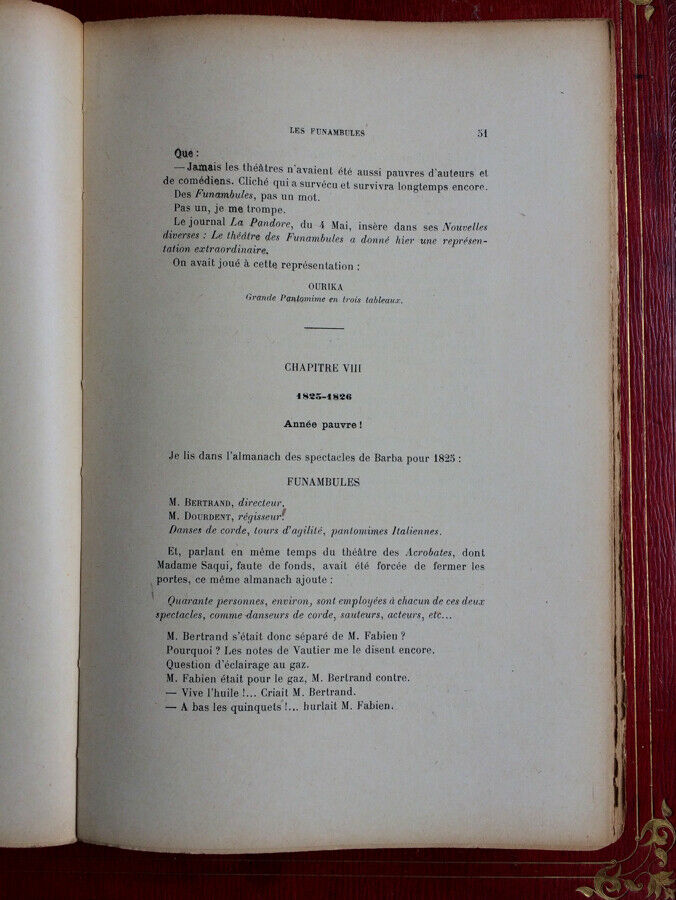 LES FUNAMBULES 51
Que :
— Jamais les théâtres n'avaient été aussi pauvres d'auteurs et
de comédiens. Cliché qui a survécu et survivra longtemps encore.
Des Funambules, pas un mot.
Pas un, je me trompe.
Le journal La Pandore, du 4 Mai, insère dans ses Nouvelles
diverses : Le théâtre des Funambules a donné hier une représen-
tation extraordinaire.
On avait joué à cette représentation :
OURIKA
Grande Pantomime en trois tableaux.
CHAPITRE VIII
1825-1826
Année pauvre !
Je lis dans l'almanach des spectacles de Barba pour 1825 :
FUNAMBULES
M. BERTRAND, directeur.
M. DOURDENT, régisseur.
Danses de corde, tours d'agilité, pantomimes Italiennes.
Et, parlant en même temps du théâtre des Acrobates, dont
Madame Saqui, faute de fonds, avait été forcée de fermer les
portes, ce même almanach ajoute :
Quarante personnes, environ, sont employées à chacun de ces deux
spectacles, comme danseurs de corde, sauteurs, acteurs, etc...
M. Bertrand s'était donc séparé de M. Fabien ?
Pourquoi ? Les notes de Vautier me le disent encore.
Question d'éclairage au gaz.
M. Fabien était pour le gaz, M. Bertrand contre.
— Vive l'huile !... Criait M. Bertrand.
— A bas les quinquets !... hurlait M. Fabien.